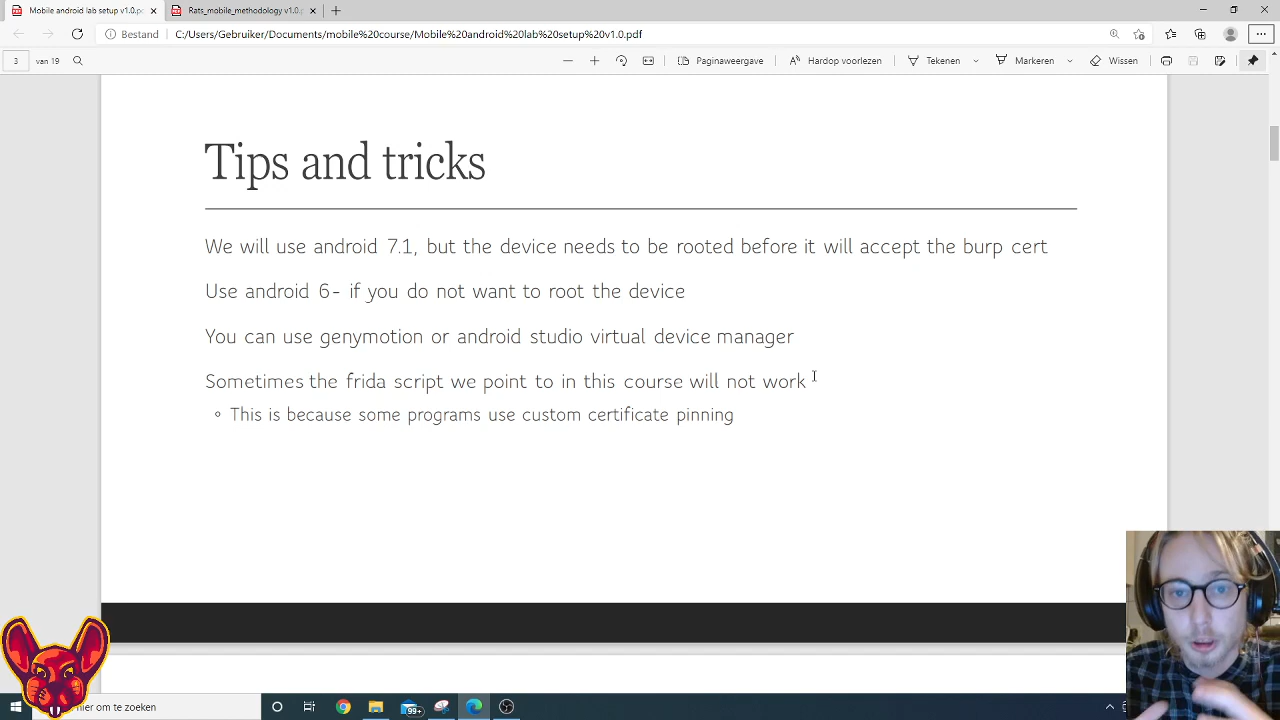 Mobile android lab setup v1.0.pd
Rats_mobile_methodology v1.0.p
Bestand
C:/Users/Gebruiker/Documents/mobile%20course/Mobile%20android%20lab%20setup%20v1.0.pdf
3
van 19
Paginaweergave
Hardop voorlezen
Tekenen
Markeren
Wissen
Tips and tricks
We will use android 7.1, but the device needs to be rooted before it will accept the burp cert
Use android 6- if you do not want to root the device
You can use genymotion or android studio virtual device manager
Sometimes the frida script we point to in this course will not work
◦ This is because some programs use custom certificate pinning
hier om te zoeken
99+